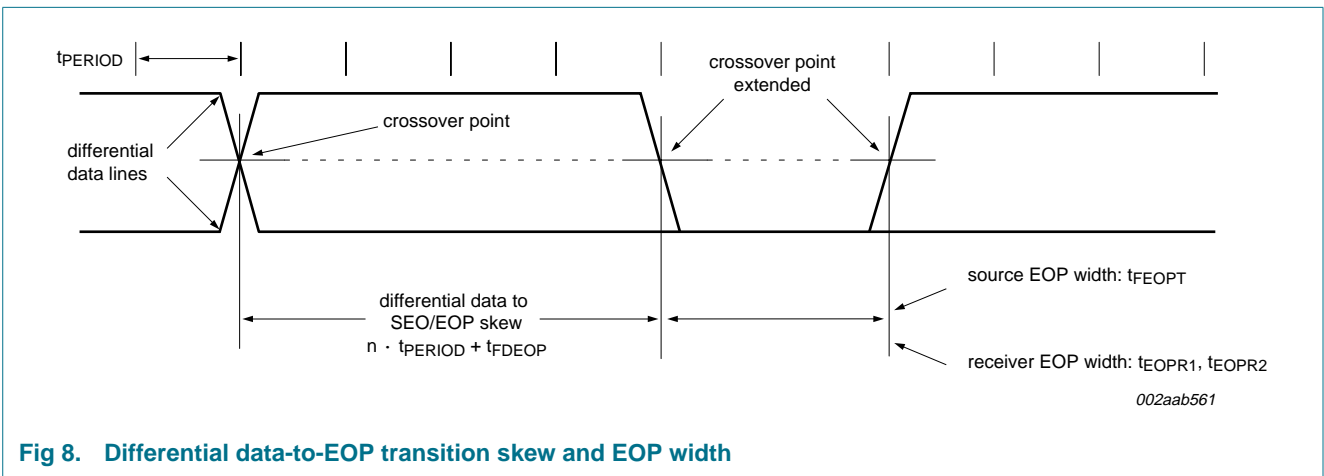 tPERIOD
crossover point
extended
crossover point
differential
data lines
source EOP width: tFEOPT
differential data to
SEO/EOP skew
n · tPERIOD + tFDEOP
receiver EOP width: tEOPR1, tEOPR2
002aab561
Fig 8. Differential data-to-EOP transition skew and EOP width